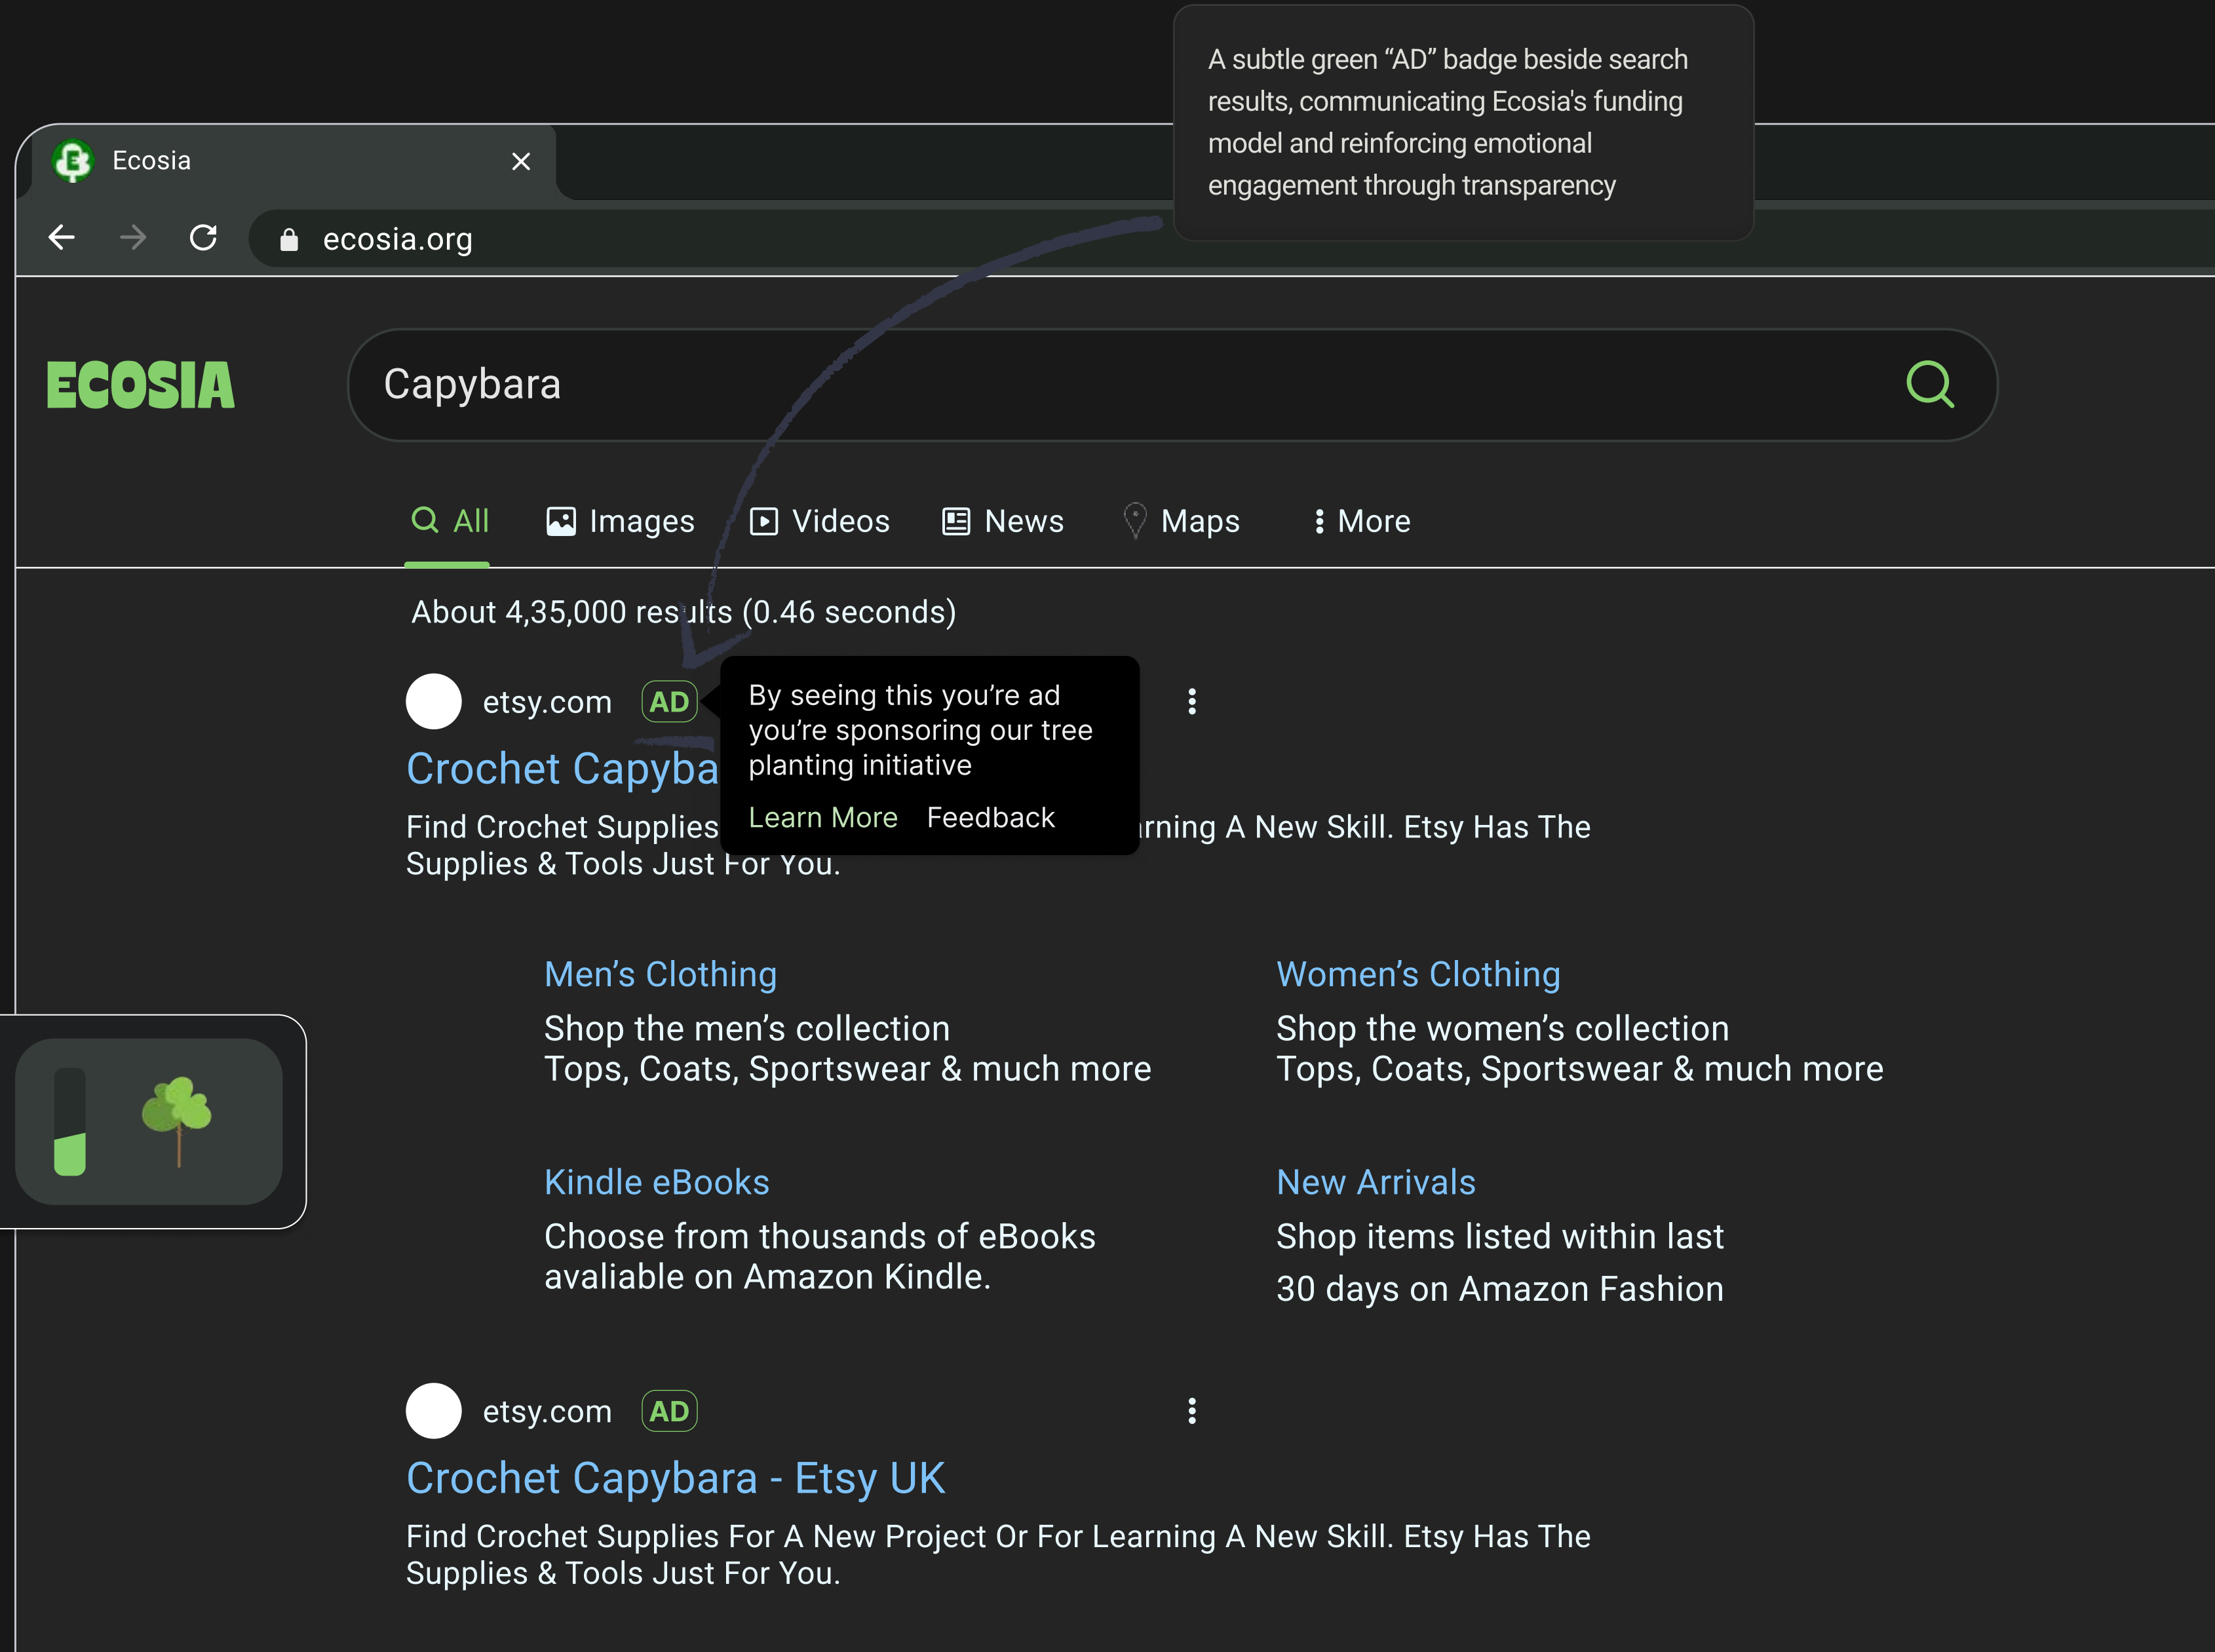 A subtle green “AD” badge beside search
results, communicating Ecosia's funding
model and reinforcing emotional
engagement through transparency
Ecosia
ecosia.org
ECOSIA
Capybara
All
Images
Videos
News
Maps
More
About 4,35,000 results (0.46 seconds)
etsy.com AD
By seeing this you’re ad
you’re sponsoring our tree
planting initiative
Learn More Feedback
Crochet Capyba
Find Crochet Supplies rning A New Skill. Etsy Has The
Supplies & Tools Just For You.
Men’s Clothing
Shop the men’s collection
Tops, Coats, Sportswear & much more
Women’s Clothing
Shop the women’s collection
Tops, Coats, Sportswear & much more
Kindle eBooks
Choose from thousands of eBooks
avaliable on Amazon Kindle.
New Arrivals
Shop items listed within last
30 days on Amazon Fashion
etsy.com AD
Crochet Capybara - Etsy UK
Find Crochet Supplies For A New Project Or For Learning A New Skill. Etsy Has The
Supplies & Tools Just For You.